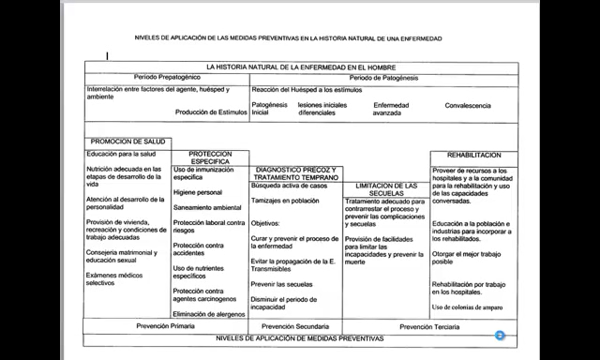 NIVELES DE APLICACIÓN DE LAS MEDIDAS PREVENTIVAS EN LA HISTORIA NATURAL DE UNA ENFERMEDAD
LA HISTORIA NATURAL DE LA ENFERMEDAD EN EL HOMBRE
Periodo Prepatogénico
Periodo de Patogénesis
Interrelación entre factores del agente, huésped y
ambiente
Producción de Estímulos
Reacción del Huésped a los estímulos
Patogénesis lesiones iniciales Enfermedad Convalescencia
Inicial diferenciales avanzada
PROMOCION DE SALUD
Educación para la salud
Nutrición adecuada en las
etapas de desarrollo de la
vida
Atención al desarrollo de la
personalidad
Provisión de vivienda,
recreación y condiciones de
trabajo adecuadas
Consejería matrimonial y
educación sexual
Exámenes médicos
selectivos
PROTECCIÓN
ESPECIFICA
Uso de inmunización
específica
Higiene personal
Saneamiento ambiental
Protección laboral contra
riesgos
Protección contra
accidentes
Uso de nutrientes
específicos
Protección contra
agentes carcinogenos
Eliminación de alergenos
DIAGNOSTICO PRECOZ Y
TRATAMIENTO TEMPRANO
Búsqueda activa de casos
Tamizajes en población
Objetivos:
Curar y prevenir el proceso de
la enfermedad
Evitar la propagación de la E.
Transmisibles
Prevenir las secuelas
Disminuir el periodo de
incapacidad
LIMITACION DE LAS
SECUELAS
Tratamiento adecuado para
contrarrestar el proceso y
prevenir las complicaciones
y secuelas
Provisión de facilidades
para limitar las
incapacidades y prevenir la
muerte
REHABILITACION
Proveer de recursos a los
hospitales y a la comunidad
para la rehabilitación y uso
de las capacidades
conversadas.
Educación a la población e
industrias para incorporar a
los rehabilitados.
Otorgar el mejor trabajo
posible
Rehabilitación por trabajo
en los hospitales.
Uso de colonias de amparo
Prevención Primaria
Prevención Secundaria
Prevención Terciaria
2
NIVELES DE APLICACIÓN DE MEDIDAS PREVENTIVAS